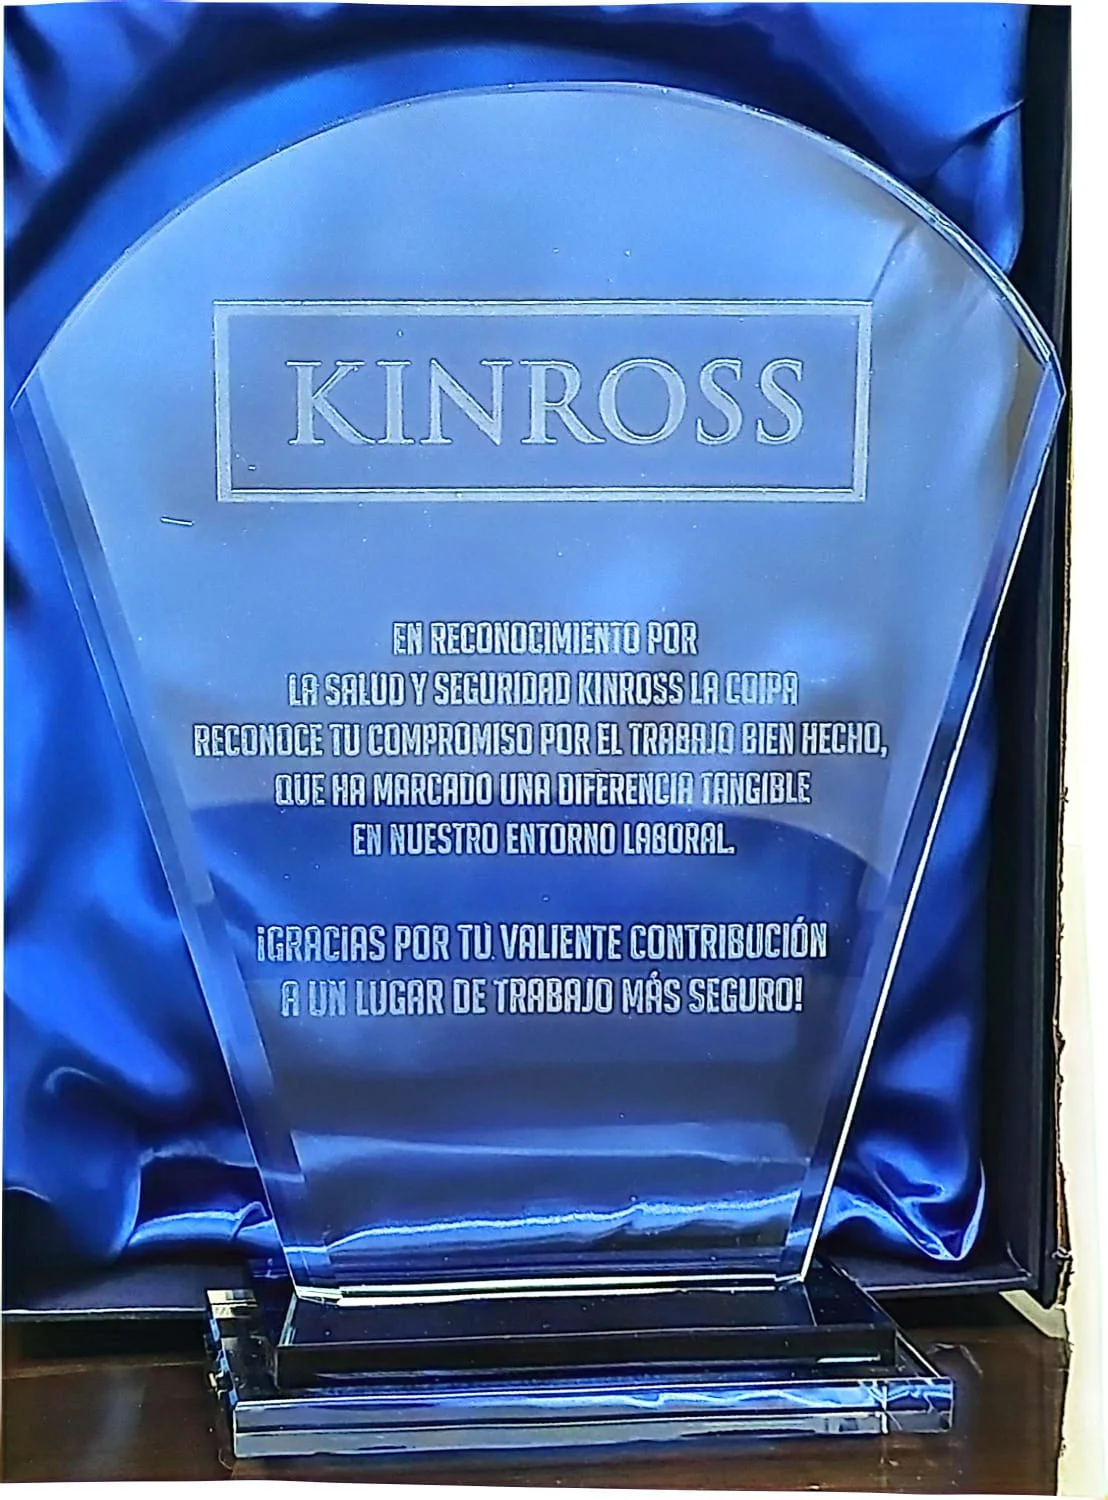 KINROSS
EN RECONOCIMIENTO POR
LA SALUD Y SEGURIDAD KINROSS LA COIPA
RECONOCE TU COMPROMISO POR EL TRABAJO BIEN HECHO,
QUE HA MARCADO UNA DIFERENCIA TANGIBLE
EN NUESTRO ENTORNO LABORAL.
¡GRACIAS POR TU VALIENTE CONTRIBUCIÓN
A UN LUGAR DE TRABAJO MÁS SEGURO!